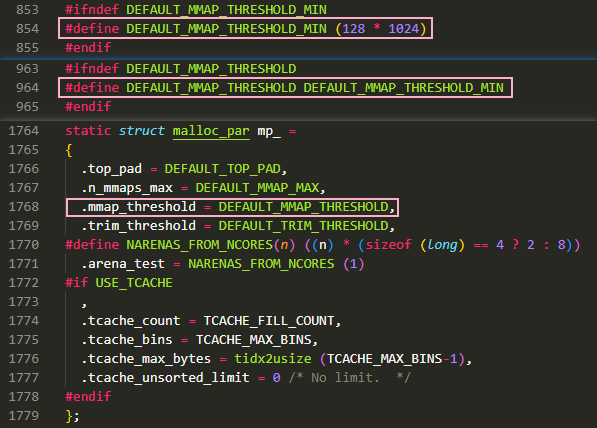 853 #ifndef DEFAULT_MMAP_THRESHOLD_MIN
854 #define DEFAULT_MMAP_THRESHOLD_MIN (128 * 1024)
855 #endif
963 #ifndef DEFAULT_MMAP_THRESHOLD
964 #define DEFAULT_MMAP_THRESHOLD DEFAULT_MMAP_THRESHOLD_MIN
965 #endif
1764 static struct malloc_par mp_ =
1765 {
1766   .top_pad = DEFAULT_TOP_PAD,
1767   .n_mmaps_max = DEFAULT_MMAP_MAX,
1768   .mmap_threshold = DEFAULT_MMAP_THRESHOLD,
1769   .trim_threshold = DEFAULT_TRIM_THRESHOLD,
1770 #define NARENAS_FROM_NCORES(n) ((n) * (sizeof (long) == 4 ? 2 : 8))
1771   .arena_test = NARENAS_FROM_NCORES (1)
1772 #if USE_TCACHE
1773   ,
1774   .tcache_count = TCACHE_FILL_COUNT,
1775   .tcache_bins = TCACHE_MAX_BINS,
1776   .tcache_max_bytes = tidx2usize (TCACHE_MAX_BINS-1),
1777   .tcache_unsorted_limit = 0 /* No limit.  */
1778 #endif
1779 };